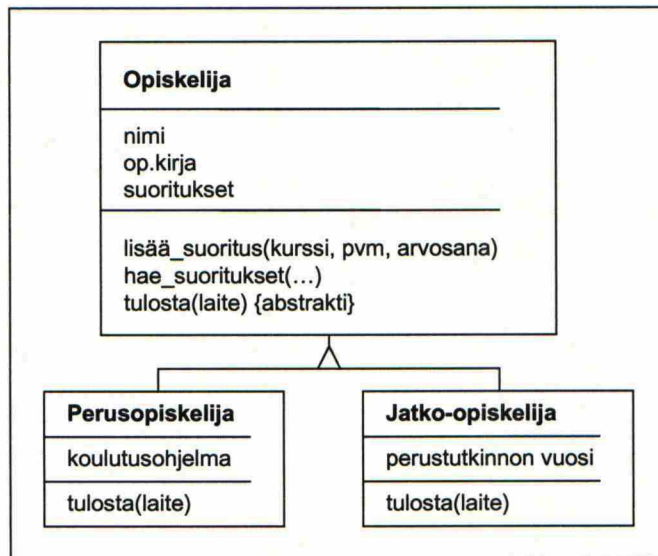 Opiskelija
nimi
op.kirja
suoritukset
lisää_suoritus(kurssi, pvm, arvosana)
hae_suoritukset(...)
tulosta(laite) {abstrakti}
Perusopiskelija
koulutusohjelma
tulosta(laite)
Jatko-opiskelija
perustutkinnon vuosi
tulosta(laite)